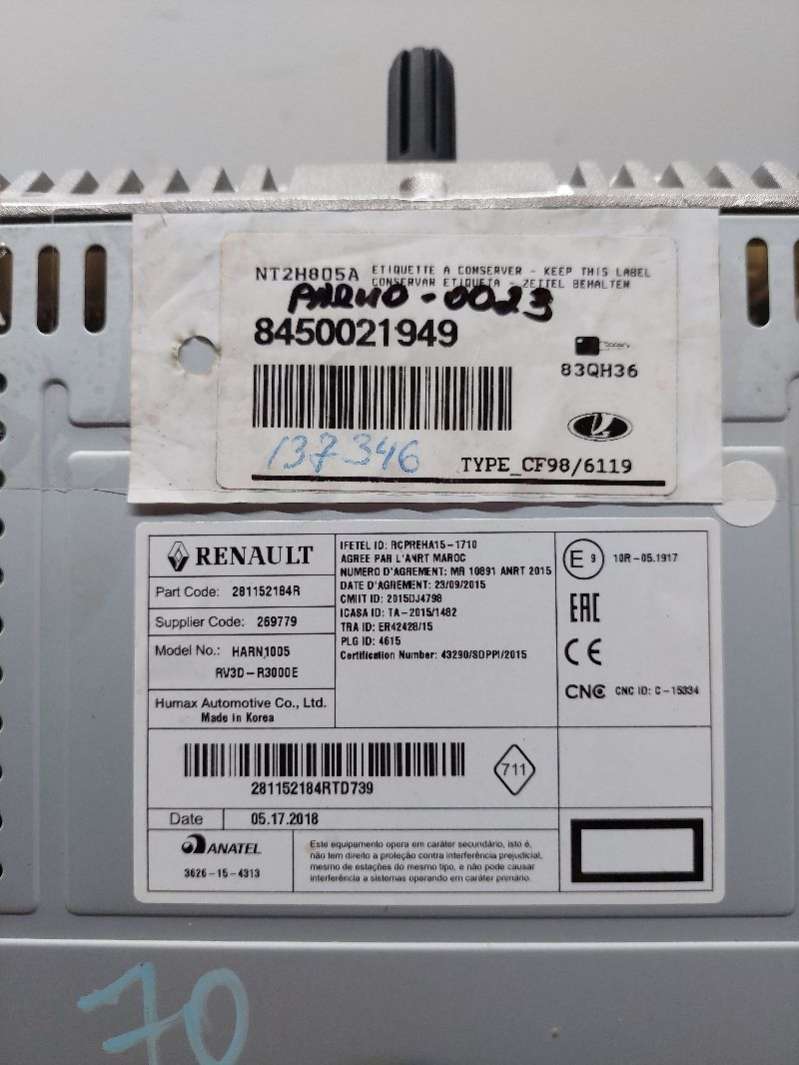 NT2H805A
ETIQUETTE A CONSERVER - KEEP THIS LABEL
CONSERVAR ETIQUETA - ZETTEL BEHALTEN
8450021949
83QH36
137346
TYPE_CF98/6119
RENAULT
Part Code: 281152184R
Supplier Code: 269779
Model No.: HARN1005
RV3D-R3000E
Humax Automotive Co., Ltd.
Made in Korea
IFETEL ID: RCPREHA15-1710
AGREE PAR L'ANRT MAROC
NUMERO D'AGREMENT: MR 10891 ANRT 2015
DATE D'AGREMENT: 23/09/2015
CMIIT ID: 2015DJ4798
ICASA ID: TA-2015/1482
TRA ID: ER42428/15
PLG ID: 4615
Certification Number: 43290/SDPPI/2015
E9 10R-05.1917
EAC
CE
CNC CNC ID: C-15334
281152184RTD739
711
Date 05.17.2018
ANATEL
3626-15-4313
Este equipamento opera em caráter secundário, isto é,
não tem direito a proteção contra interferência prejudicial,
mesmo de estações do mesmo tipo, e não pode causar
interferência a sistemas operando em caráter primário.
70